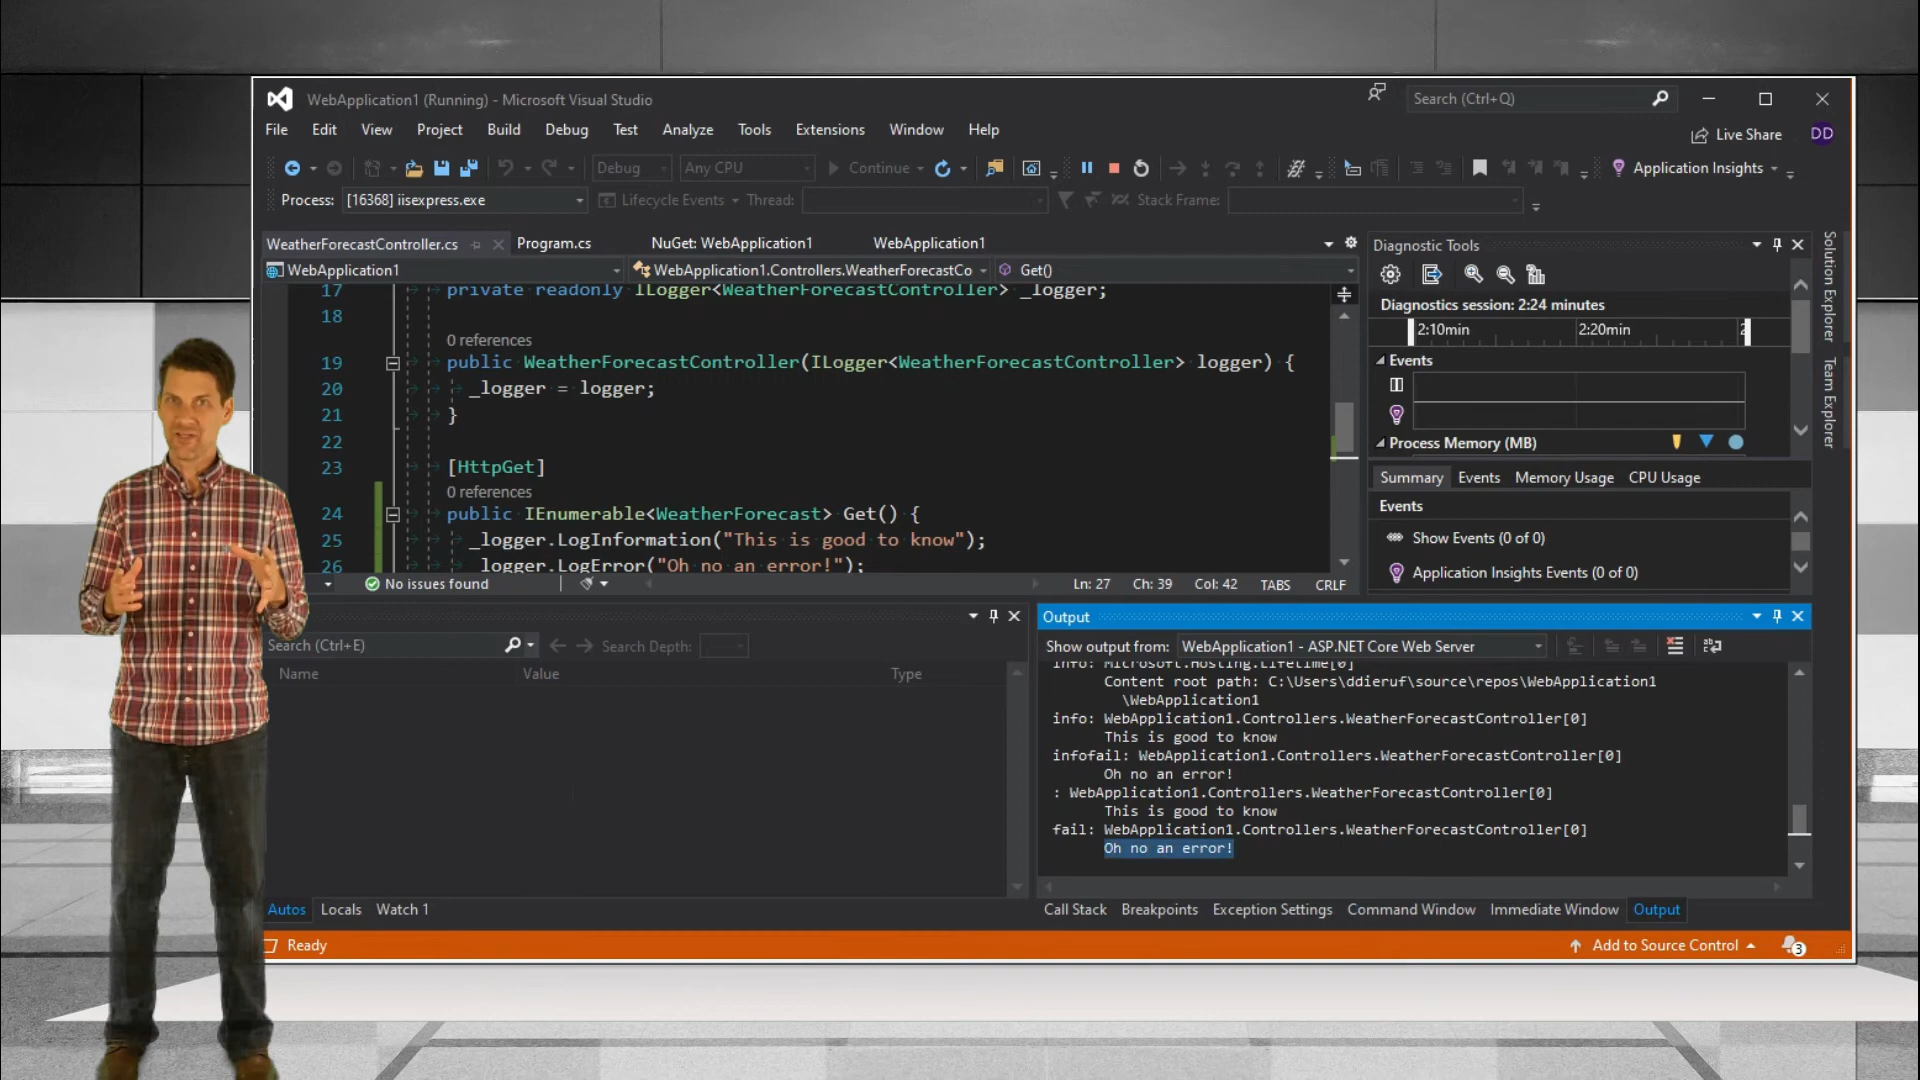 WebApplication1 (Running) - Microsoft Visual Studio
Search (Ctrl+Q)
File Edit View Project Build Debug Test Analyze Tools Extensions Window Help
Live Share DD
Debug Any CPU Continue Application Insights
Process: [16368] iisexpress.exe Lifecycle Events Thread: Stack Frame:
WeatherForecastController.cs Program.cs NuGet: WebApplication1 WebApplication1
WebApplication1 WebApplication1.Controllers.WeatherForecastCo Get()
17 private readonly ILogger<WeatherForecastController> _logger;
18
0 references
19 public WeatherForecastController(ILogger<WeatherForecastController> logger) {
20 _logger = logger;
21 }
22
23 [HttpGet]
0 references
24 public IEnumerable<WeatherForecast> Get() {
25 _logger.LogInformation("This is good to know");
26 _logger.LogError("Oh no an error!");
No issues found Ln: 27 Ch: 39 Col: 42 TABS CRLF
Diagnostic Tools
Diagnostics session: 2:24 minutes
2:10min 2:20min 2
Events
Process Memory (MB)
Summary Events Memory Usage CPU Usage
Events
Show Events (0 of 0)
Application Insights Events (0 of 0)
Solution Explorer
Team Explorer
Search (Ctrl+E) Search Depth:
Name Value Type
Autos Locals Watch 1
Output
Show output from: WebApplication1 - ASP.NET Core Web Server
info: Microsoft.Hosting.Lifetime[0]
Content root path: C:\Users\ddieruf\source\repos\WebApplication1
\WebApplication1
info: WebApplication1.Controllers.WeatherForecastController[0]
This is good to know
infofail: WebApplication1.Controllers.WeatherForecastController[0]
Oh no an error!
: WebApplication1.Controllers.WeatherForecastController[0]
This is good to know
fail: WebApplication1.Controllers.WeatherForecastController[0]
Oh no an error!
Call Stack Breakpoints Exception Settings Command Window Immediate Window Output
Ready Add to Source Control 3